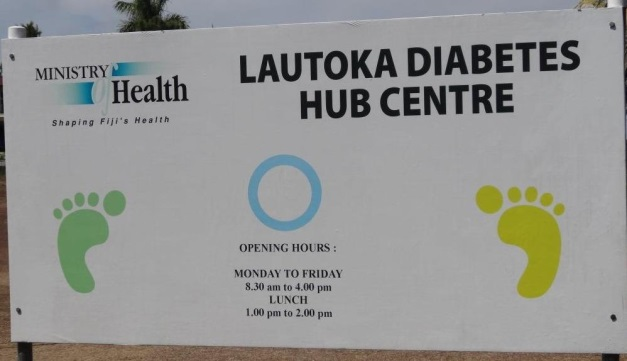 MINISTRY
of Health
Shaping Fiji's Health
LAUTOKA DIABETES
HUB CENTRE
OPENING HOURS :
MONDAY TO FRIDAY
8.30 am to 4.00 pm
LUNCH
1.00 pm to 2.00 pm